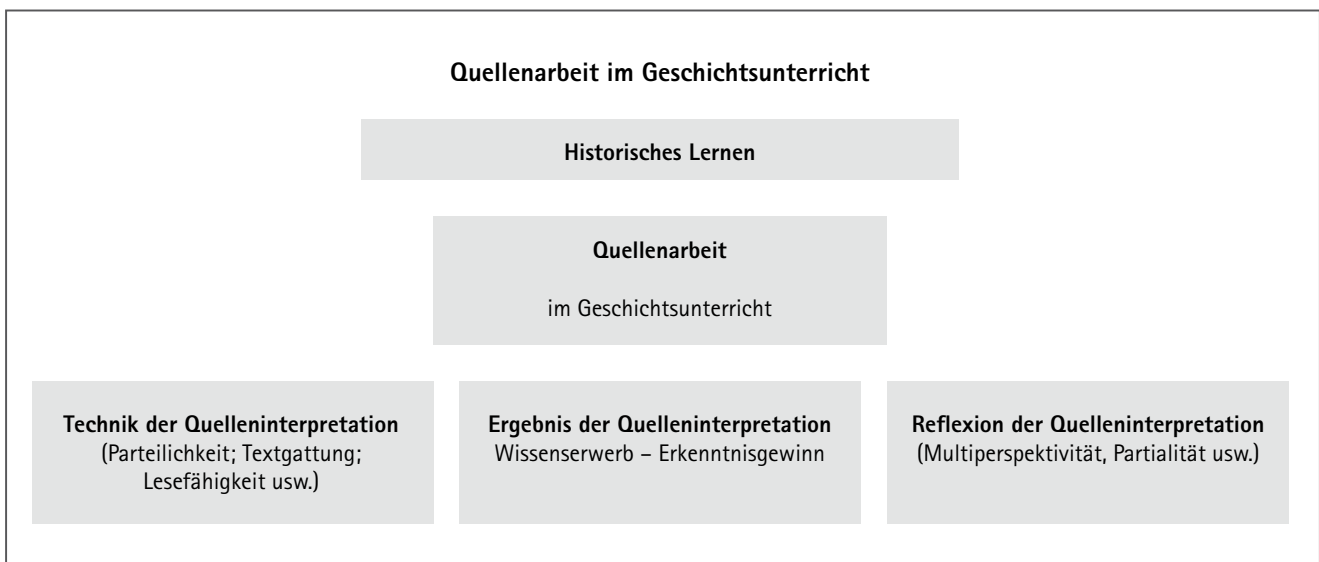 Quellenarbeit im Geschichtsunterricht
Historisches Lernen
Quellenarbeit
im Geschichtsunterricht
Technik der Quelleninterpretation
(Parteilichkeit; Textgattung;
Lesefähigkeit usw.)
Ergebnis der Quelleninterpretation
Wissenserwerb – Erkenntnisgewinn
Reflexion der Quelleninterpretation
(Multiperspektivität, Partialität usw.)